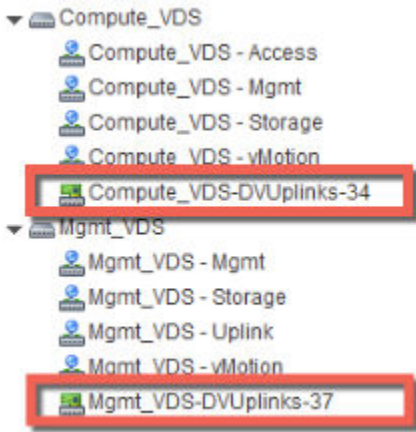 Compute_VDS
Compute_VDS - Access
Compute_VDS - Mgmt
Compute_VDS - Storage
Compute_VDS - vMotion
Compute_VDS-DVUplinks-34
Mgmt_VDS
Mgmt_VDS - Mgmt
Mgmt_VDS - Storage
Mgmt_VDS - Uplink
Mgmt_VDS - vMotion
Mgmt_VDS-DVUplinks-37